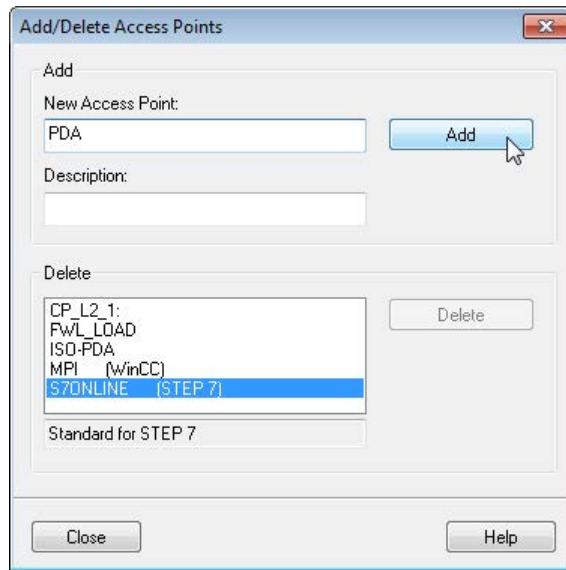 Add/Delete Access Points
Add
New Access Point:
PDA
Add
Description:
Delete
CP_L2_1:
FWL_LOAD
ISO-PDA
MPI (WinCC)
S7ONLINE (STEP 7)
Delete
Standard for STEP 7
Close
Help